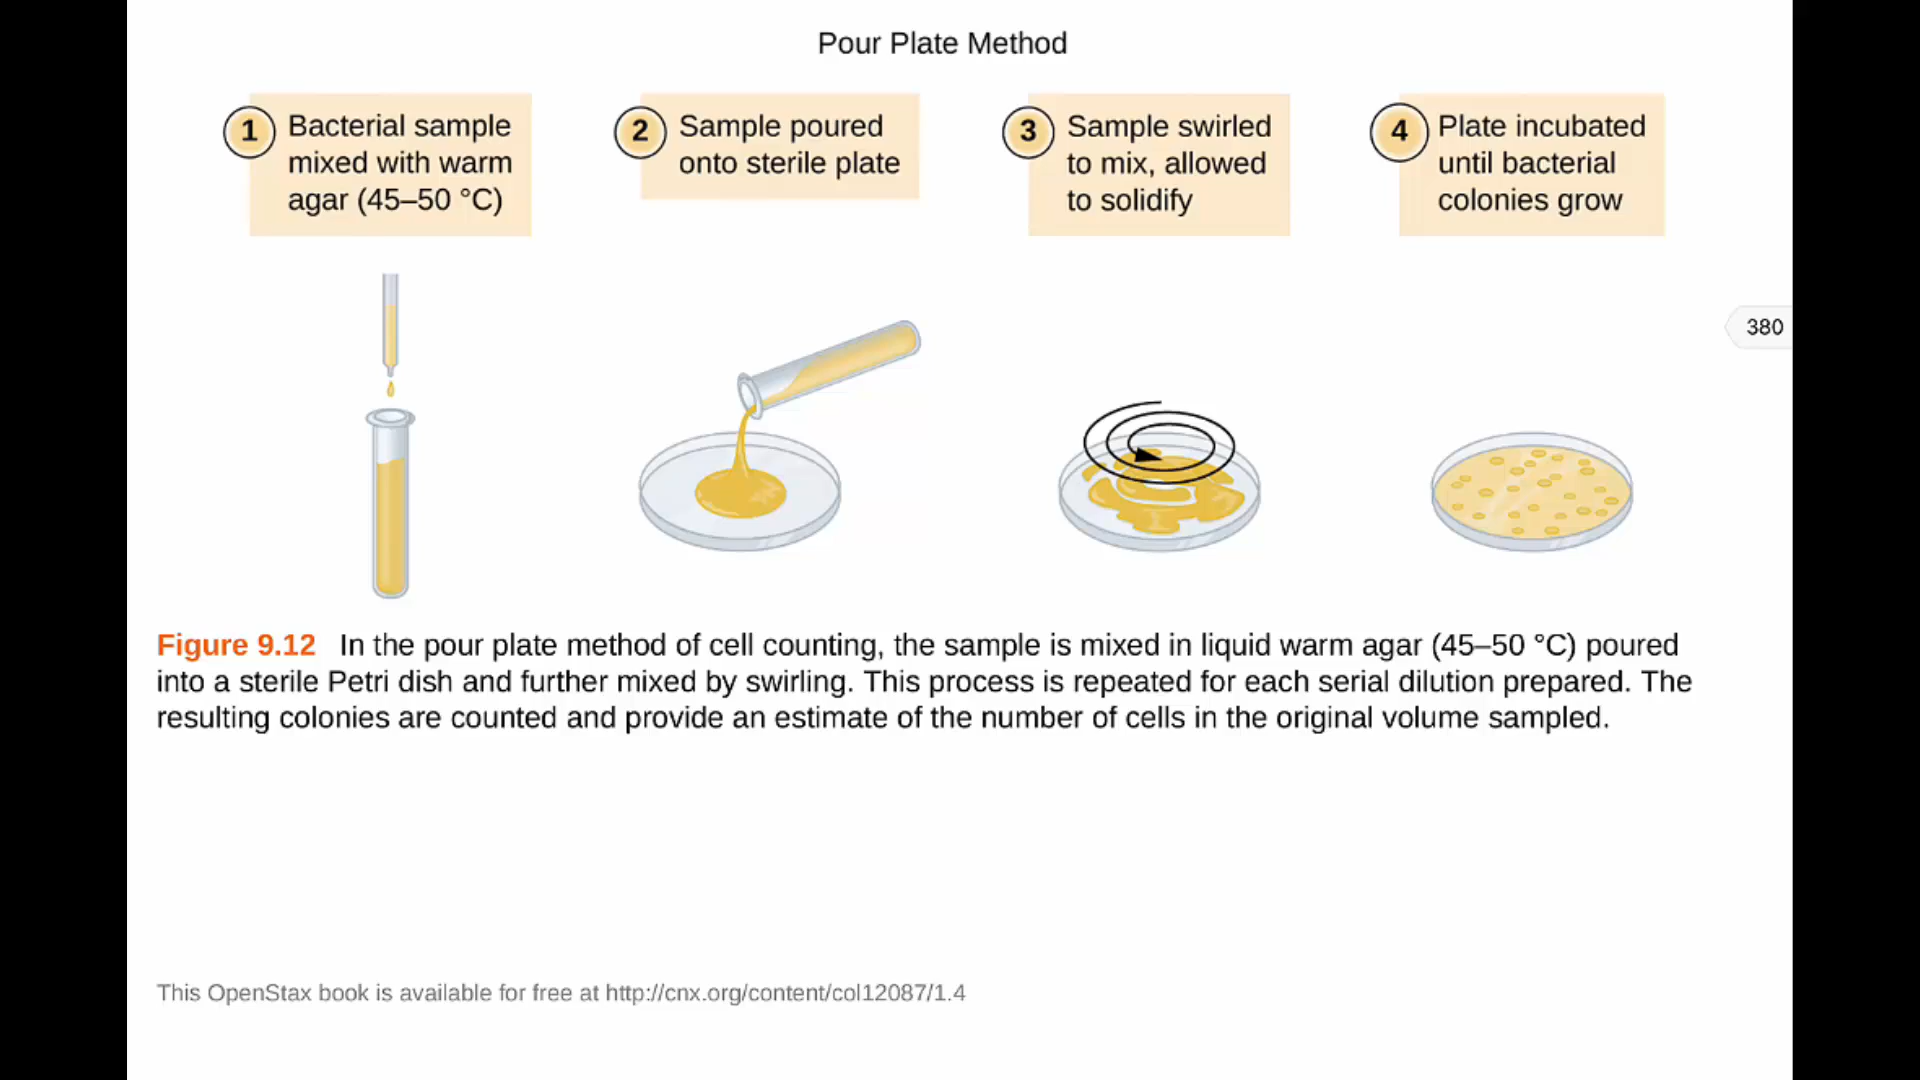 Pour Plate Method
1 Bacterial sample
mixed with warm
agar (45–50 °C)
2 Sample poured
onto sterile plate
3 Sample swirled
to mix, allowed
to solidify
4 Plate incubated
until bacterial
colonies grow
380
Figure 9.12 In the pour plate method of cell counting, the sample is mixed in liquid warm agar (45–50 °C) poured
into a sterile Petri dish and further mixed by swirling. This process is repeated for each serial dilution prepared. The
resulting colonies are counted and provide an estimate of the number of cells in the original volume sampled.
This OpenStax book is available for free at http://cnx.org/content/col12087/1.4